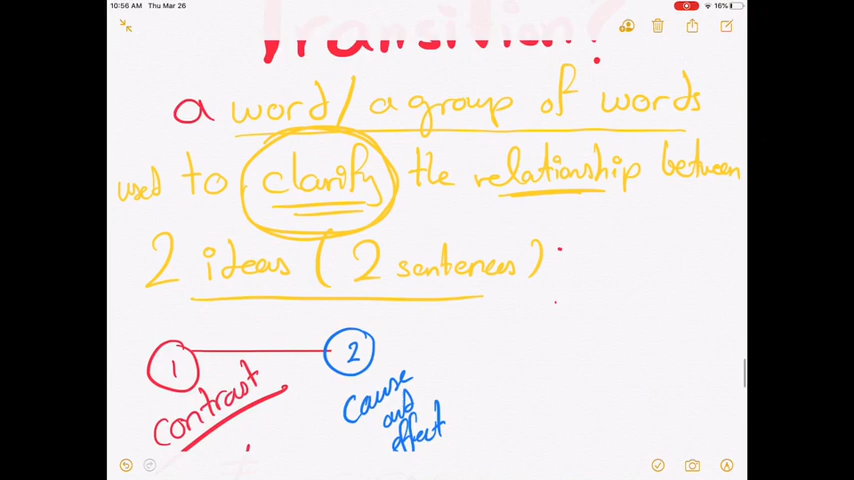 10:56 AM Thu Mar 26
16%
Transition?
a word/a group of words
used to clarify the relationship between
2 ideas (2 sentences)
1
2
contrast
cause
and
effect